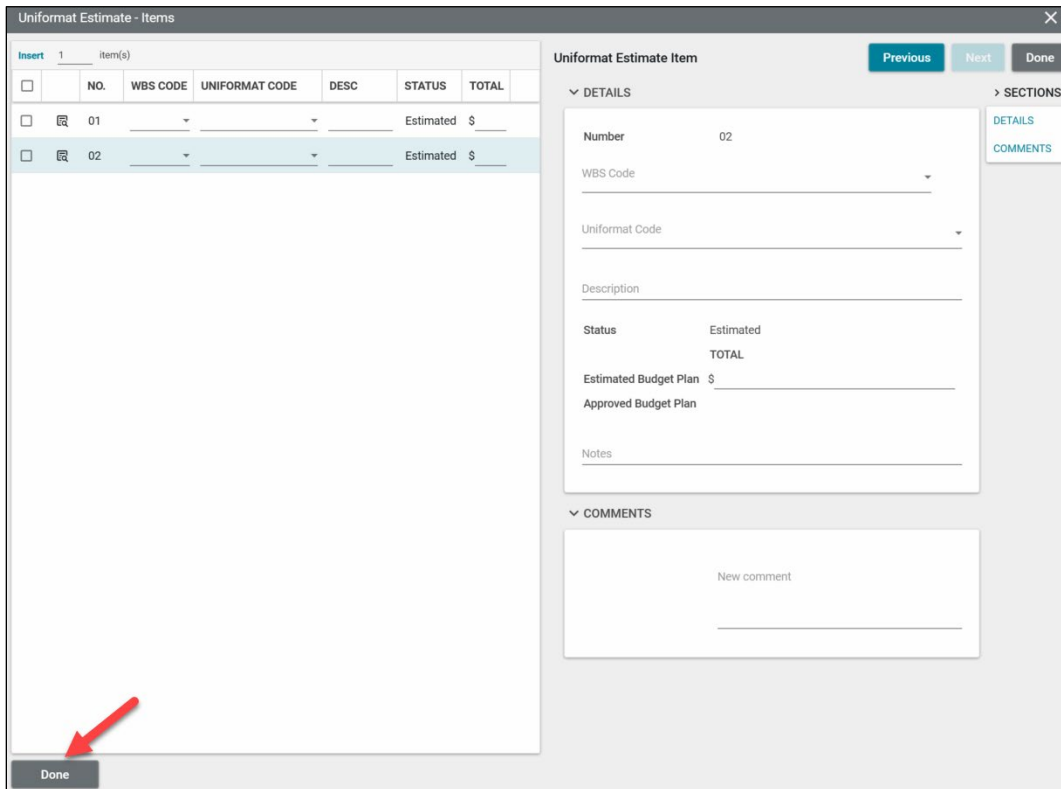 Uniformat Estimate - Items
Insert 1 item(s)
NO. WBS CODE UNIFORMAT CODE DESC STATUS TOTAL
01 Estimated $
02 Estimated $
Done
Uniformat Estimate Item
Previous Next Done
DETAILS
Number 02
WBS Code
Uniformat Code
Description
Status Estimated
TOTAL
Estimated Budget Plan $
Approved Budget Plan
Notes
COMMENTS
New comment
> SECTIONS
DETAILS
COMMENTS